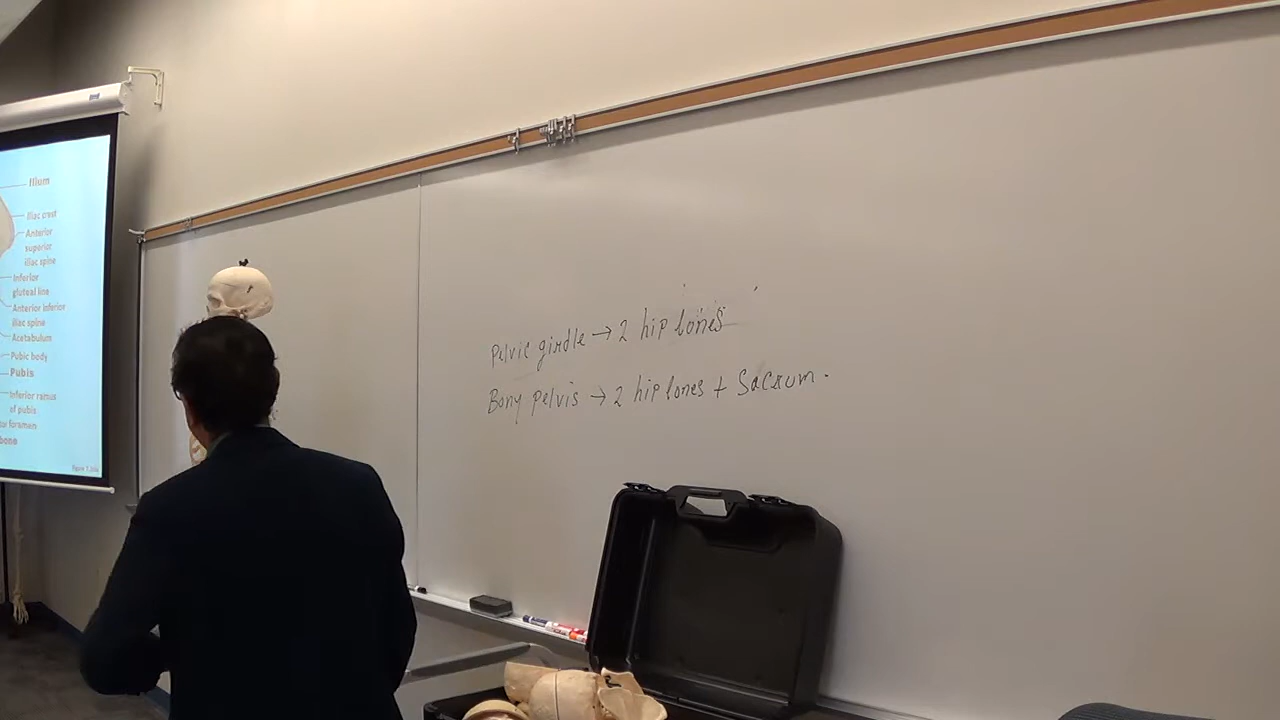 Ilium
Iliac crest
Anterior
superior
iliac spine
Inferior
gluteal line
Anterior inferior
iliac spine
Acetabulum
Pubic body
Pubis
Inferior ramus
of pubis
foramen
bone
Pelvic girdle → 2 hip bones
Bony pelvis → 2 hip bones + Sacrum.